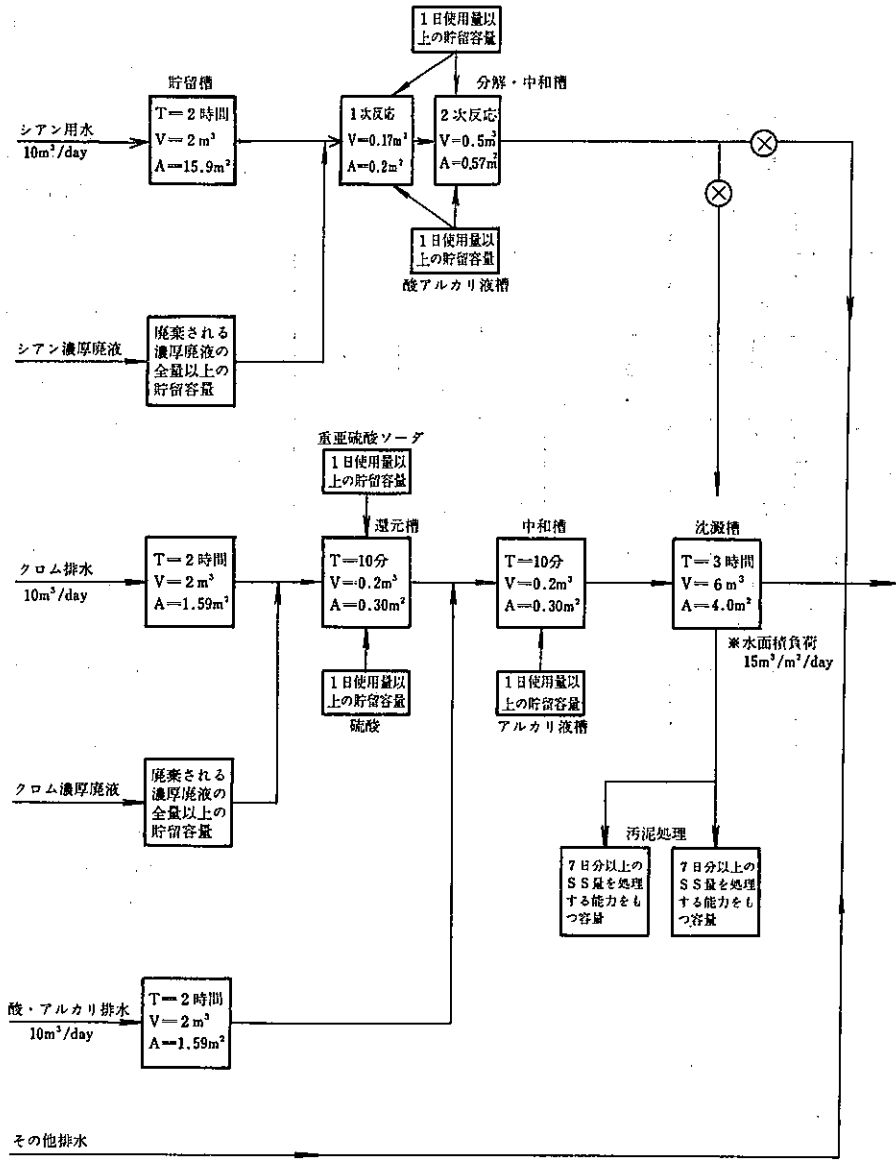 1日使用量以
上の貯留容量
貯留槽
分解・中和槽
シアン用水
10m³/day
T=2時間
V=2m³
A=15.9m²
1次反応
V=0.17m³
A=0.2m²
2次反応
V=0.5m³
A=0.57m²
1日使用量以
上の貯留容量
酸アルカリ液槽
シアン濃厚廃液
廃棄される
濃厚廃液の
全量以上の
貯留容量
重亜硫酸ソーダ
1日使用量以
上の貯留容量
還元槽
中和槽
沈澱槽
クロム排水
10m³/day
T=2時間
V=2m³
A=1.59m²
T=10分
V=0.2m³
A=0.30m²
T=10分
V=0.2m³
A=0.30m²
T=3時間
V=6m³
A=4.0m²
※水面積負荷
15m³/m²/day
1日使用量以
上の貯留容量
硫酸
1日使用量以
上の貯留容量
アルカリ液槽
クロム濃厚廃液
廃棄される
濃厚廃液の
全量以上の
貯留容量
汚泥処理
7日分以上の
SS量を処理
する能力をも
つ容量
7日分以上の
SS量を処理
する能力をも
つ容量
酸・アルカリ排水
10m³/day
T=2時間
V=2m³
A=1.59m²
その他排水